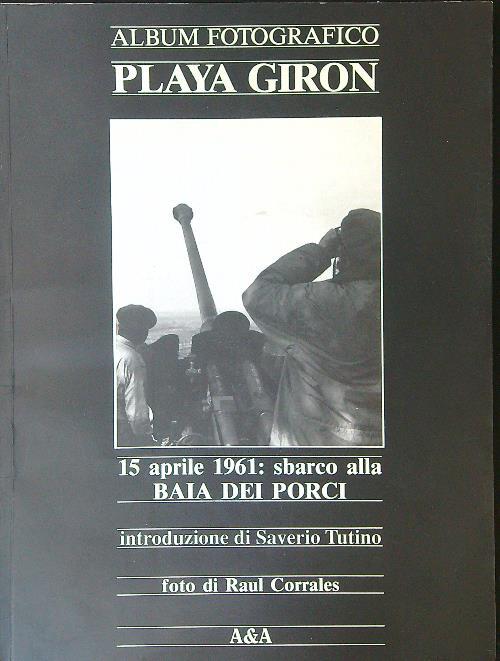 ALBUM FOTOGRAFICO
PLAYA GIRON
15 aprile 1961: sbarco alla
BAIA DEI PORCI
introduzione di Saverio Tutino
foto di Raul Corrales
A&A